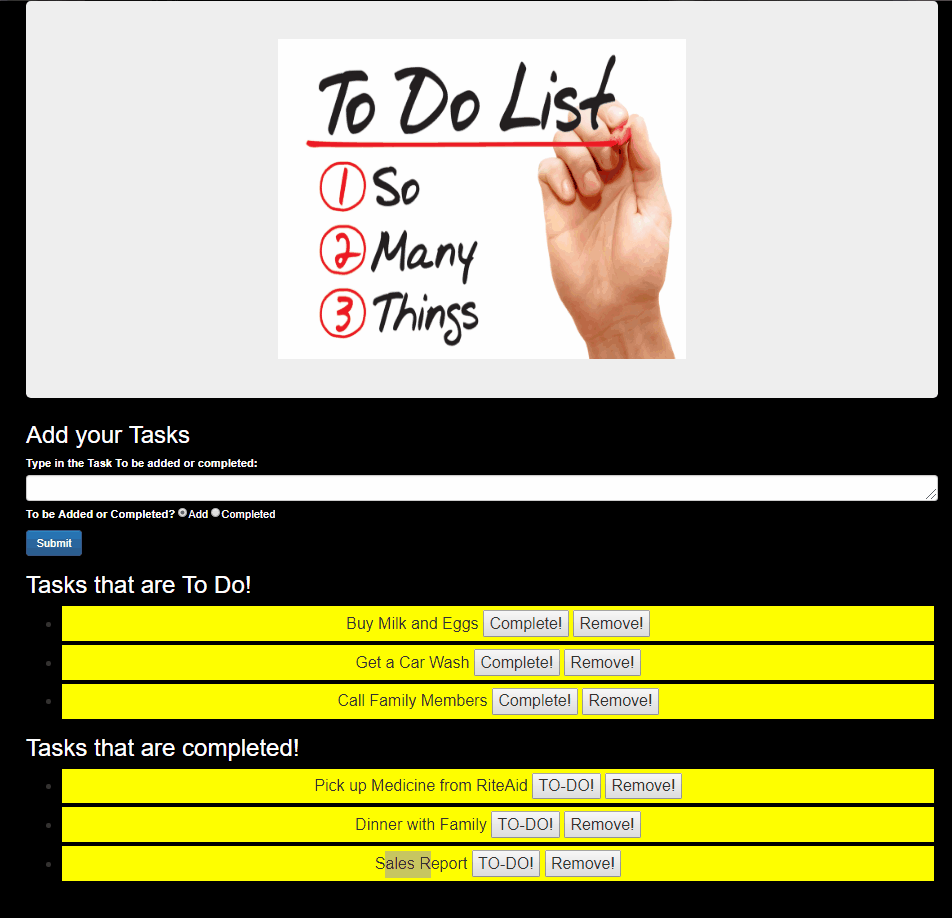 To Do List
1 So
2 Many
3 Things
Add your Tasks
Type in the Task To be added or completed:
To be Added or Completed? Add Completed
Submit
Tasks that are To Do!
Buy Milk and Eggs Complete! Remove!
Get a Car Wash Complete! Remove!
Call Family Members Complete! Remove!
Tasks that are completed!
Pick up Medicine from RiteAid TO-DO! Remove!
Dinner with Family TO-DO! Remove!
Sales Report TO-DO! Remove!